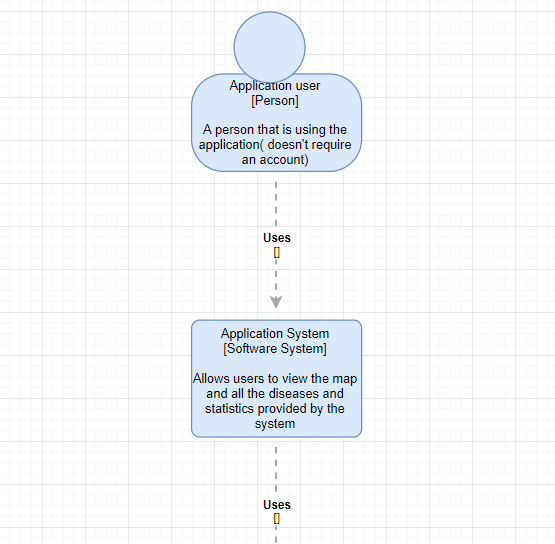 Application user
[Person]
A person that is using the
application( doesn't require
an account)
Uses
[]
Application System
[Software System]
Allows users to view the map
and all the diseases and
statistics provided by the
system
Uses
[]